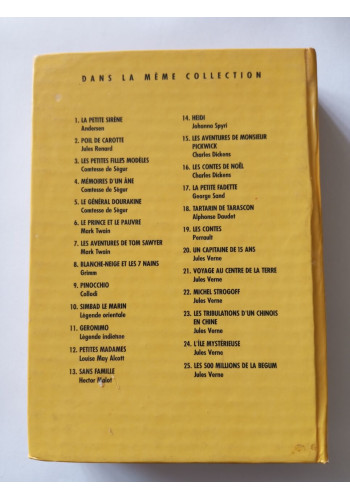 DANS LA MÊME COLLECTION
1. LA PETITE SIRÈNE
Andersen
2. POIL DE CAROTTE
Jules Renard
3. LES PETITES FILLES MODÈLES
Comtesse de Ségur
4. MÉMOIRES D'UN ÂNE
Comtesse de Ségur
5. LE GÉNÉRAL DOURAKINE
Comtesse de Ségur
6. LE PRINCE ET LE PAUVRE
Mark Twain
7. LES AVENTURES DE TOM SAWYER
Mark Twain
8. BLANCHE-NEIGE ET LES 7 NAINS
Grimm
9. PINOCCHIO
Collodi
10. SIMBAD LE MARIN
Légende orientale
11. GERONIMO
Légende indienne
12. PETITES MADAMES
Louise May Alcott
13. SANS FAMILLE
Hector Malot
14. HEIDI
Johanna Spyri
15. LES AVENTURES DE MONSIEUR
PICKWICK
Charles Dickens
16. LES CONTES DE NOËL
Charles Dickens
17. LA PETITE FADETTE
George Sand
18. TARTARIN DE TARASCON
Alphonse Daudet
19. LES CONTES
Perrault
20. UN CAPITAINE DE 15 ANS
Jules Verne
21. VOYAGE AU CENTRE DE LA TERRE
Jules Verne
22. MICHEL STROGOFF
Jules Verne
23. LES TRIBULATIONS D'UN CHINOIS
EN CHINE
Jules Verne
24. L'ÎLE MYSTÉRIEUSE
Jules Verne
25. LES 500 MILLIONS DE LA BEGUM
Jules Verne